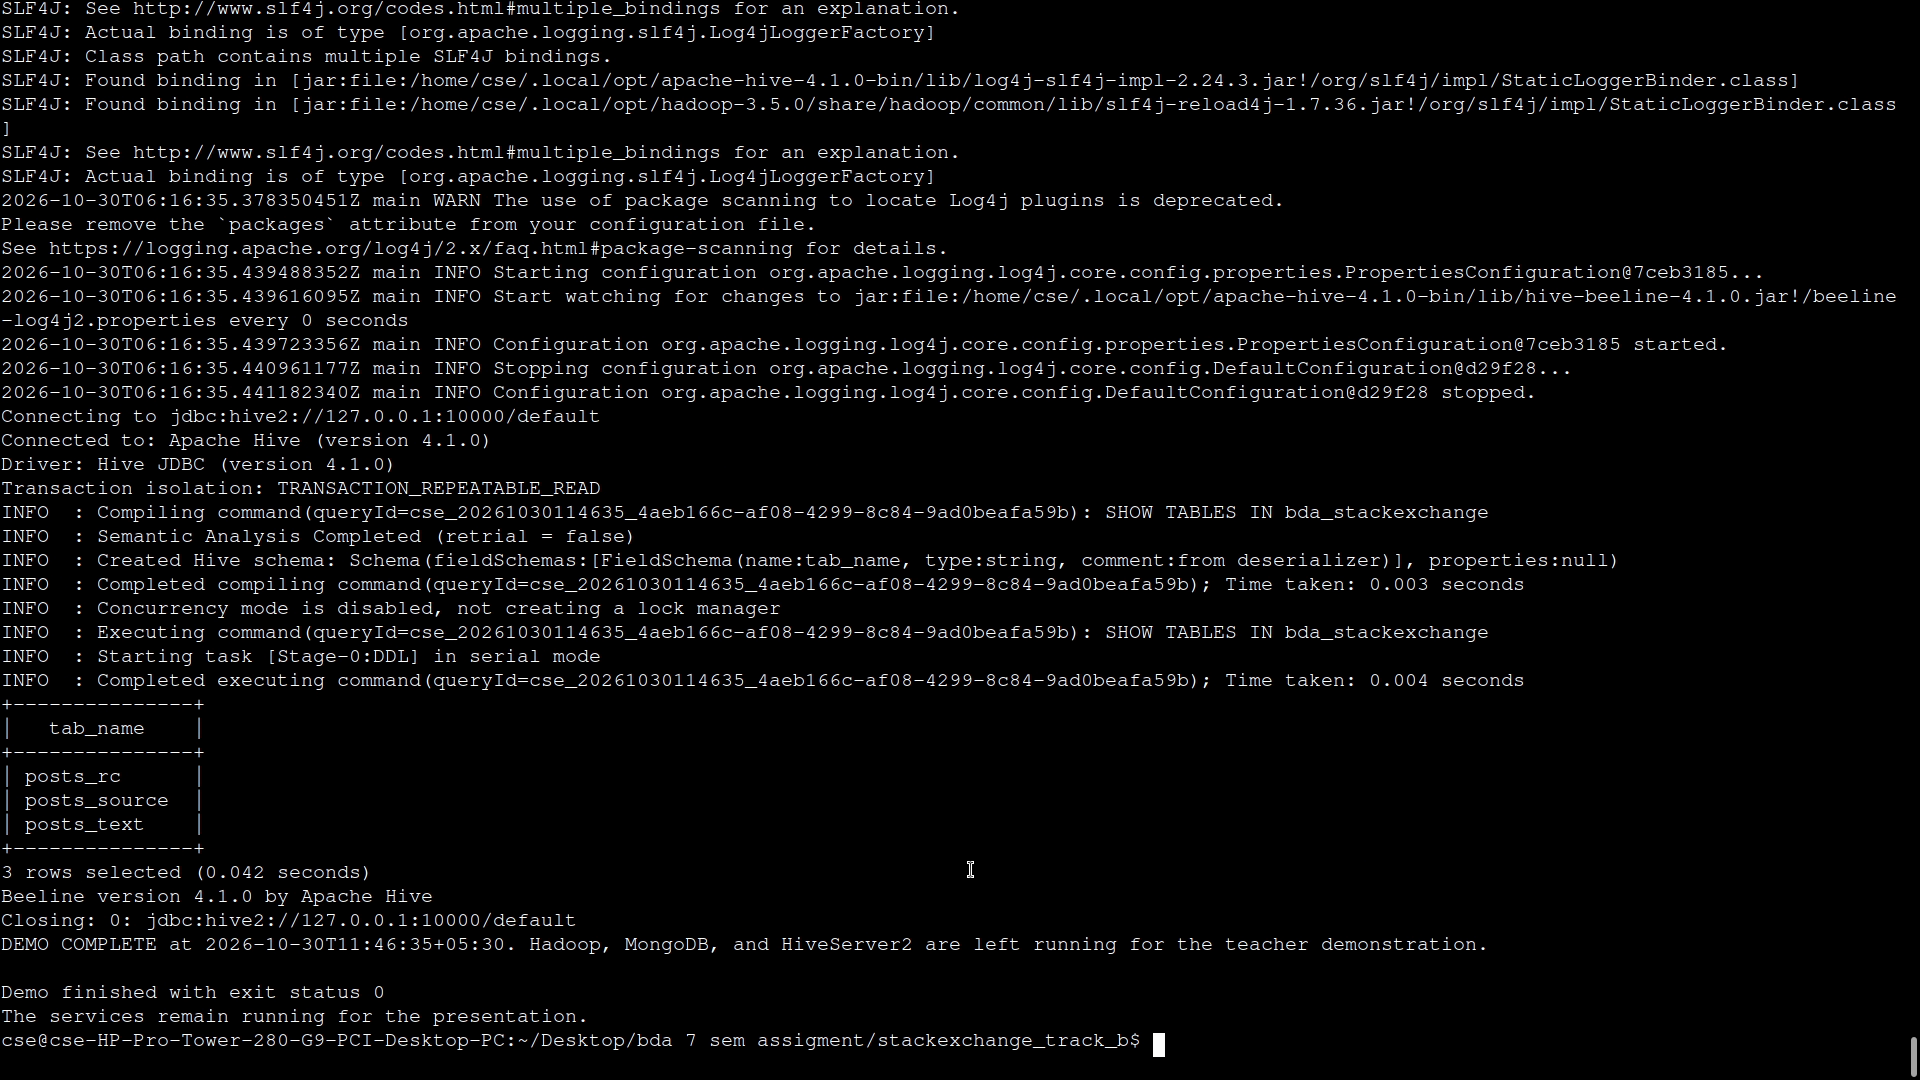 SLF4J: See http://www.slf4j.org/codes.html#multiple_bindings for an explanation.
SLF4J: Actual binding is of type [org.apache.logging.slf4j.Log4jLoggerFactory]
SLF4J: Class path contains multiple SLF4J bindings.
SLF4J: Found binding in [jar:file:/home/cse/.local/opt/apache-hive-4.1.0-bin/lib/log4j-slf4j-impl-2.24.3.jar!/org/slf4j/impl/StaticLoggerBinder.class]
SLF4J: Found binding in [jar:file:/home/cse/.local/opt/hadoop-3.5.0/share/hadoop/common/lib/slf4j-reload4j-1.7.36.jar!/org/slf4j/impl/StaticLoggerBinder.class
]
SLF4J: See http://www.slf4j.org/codes.html#multiple_bindings for an explanation.
SLF4J: Actual binding is of type [org.apache.logging.slf4j.Log4jLoggerFactory]
2026-10-30T06:16:35.378350451Z main WARN The use of package scanning to locate Log4j plugins is deprecated.
Please remove the `packages` attribute from your configuration file.
See https://logging.apache.org/log4j/2.x/faq.html#package-scanning for details.
2026-10-30T06:16:35.439488352Z main INFO Starting configuration org.apache.logging.log4j.core.config.properties.PropertiesConfiguration@7ceb3185...
2026-10-30T06:16:35.439616095Z main INFO Start watching for changes to jar:file:/home/cse/.local/opt/apache-hive-4.1.0-bin/lib/hive-beeline-4.1.0.jar!/beeline
-log4j2.properties every 0 seconds
2026-10-30T06:16:35.439723356Z main INFO Configuration org.apache.logging.log4j.core.config.properties.PropertiesConfiguration@7ceb3185 started.
2026-10-30T06:16:35.440961177Z main INFO Stopping configuration org.apache.logging.log4j.core.config.DefaultConfiguration@d29f28...
2026-10-30T06:16:35.441182340Z main INFO Configuration org.apache.logging.log4j.core.config.DefaultConfiguration@d29f28 stopped.
Connecting to jdbc:hive2://127.0.0.1:10000/default
Connected to: Apache Hive (version 4.1.0)
Driver: Hive JDBC (version 4.1.0)
Transaction isolation: TRANSACTION_REPEATABLE_READ
INFO  : Compiling command(queryId=cse_20261030114635_4aeb166c-af08-4299-8c84-9ad0beafa59b): SHOW TABLES IN bda_stackexchange
INFO  : Semantic Analysis Completed (retrial = false)
INFO  : Created Hive schema: Schema(fieldSchemas:[FieldSchema(name:tab_name, type:string, comment:from deserializer)], properties:null)
INFO  : Completed compiling command(queryId=cse_20261030114635_4aeb166c-af08-4299-8c84-9ad0beafa59b); Time taken: 0.003 seconds
INFO  : Concurrency mode is disabled, not creating a lock manager
INFO  : Executing command(queryId=cse_20261030114635_4aeb166c-af08-4299-8c84-9ad0beafa59b): SHOW TABLES IN bda_stackexchange
INFO  : Starting task [Stage-0:DDL] in serial mode
INFO  : Completed executing command(queryId=cse_20261030114635_4aeb166c-af08-4299-8c84-9ad0beafa59b); Time taken: 0.004 seconds
+---------------+
|   tab_name    |
+---------------+
| posts_rc      |
| posts_source  |
| posts_text    |
+---------------+
3 rows selected (0.042 seconds)
Beeline version 4.1.0 by Apache Hive
Closing: 0: jdbc:hive2://127.0.0.1:10000/default
DEMO COMPLETE at 2026-10-30T11:46:35+05:30. Hadoop, MongoDB, and HiveServer2 are left running for the teacher demonstration.

Demo finished with exit status 0
The services remain running for the presentation.
cse@cse-HP-Pro-Tower-280-G9-PCI-Desktop-PC:~/Desktop/bda 7 sem assigment/stackexchange_track_b$